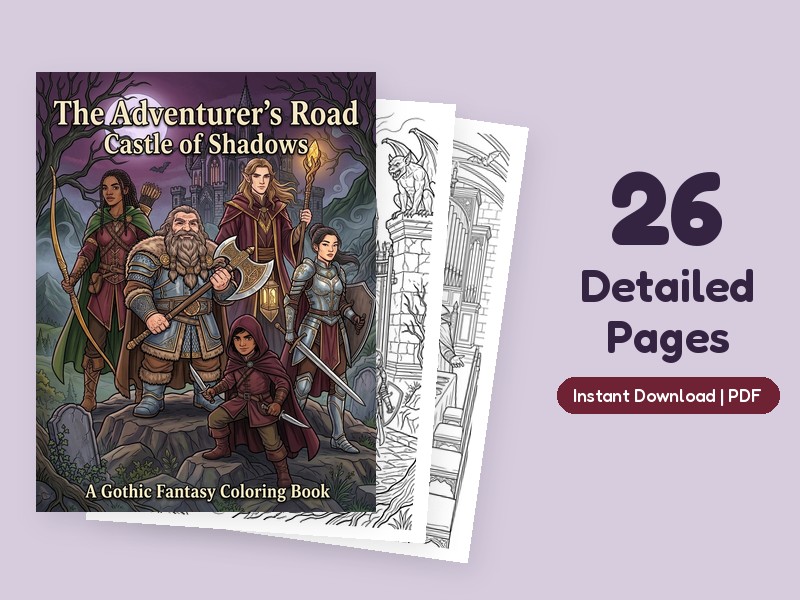 The Adventurer's Road
Castle of Shadows
A Gothic Fantasy Coloring Book
26
Detailed
Pages
Instant Download | PDF